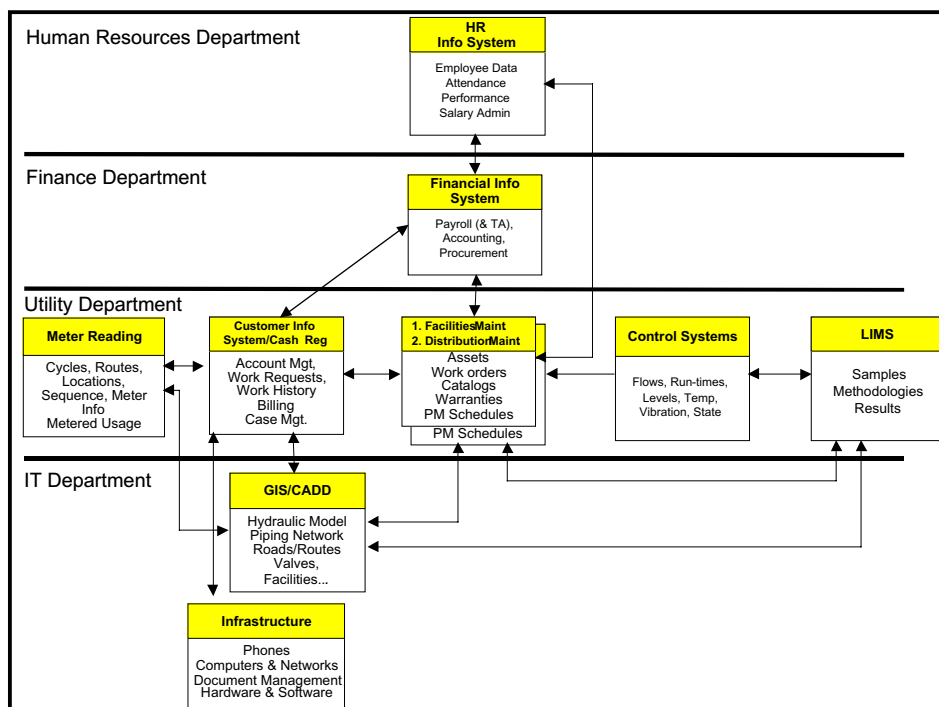 Human Resources Department
HR
Info System
Employee Data
Attendance
Performance
Salary Admin
Finance Department
Financial Info
System
Payroll (& TA),
Accounting,
Procurement
Utility Department
Meter Reading
Cycles, Routes,
Locations,
Sequence, Meter
Info
Metered Usage
Customer Info
System/Cash Reg
Account Mgt,
Work Requests,
Work History
Billing
Case Mgt.
1. FacilitiesMaint
2. DistributionMaint
Assets
Work orders
Catalogs
Warranties
PM Schedules
PM Schedules
Control Systems
Flows, Run-times,
Levels, Temp,
Vibration, State
LIMS
Samples
Methodologies
Results
IT Department
GIS/CADD
Hydraulic Model
Piping Network
Roads/Routes
Valves,
Facilities...
Infrastructure
Phones
Computers & Networks
Document Management
Hardware & Software